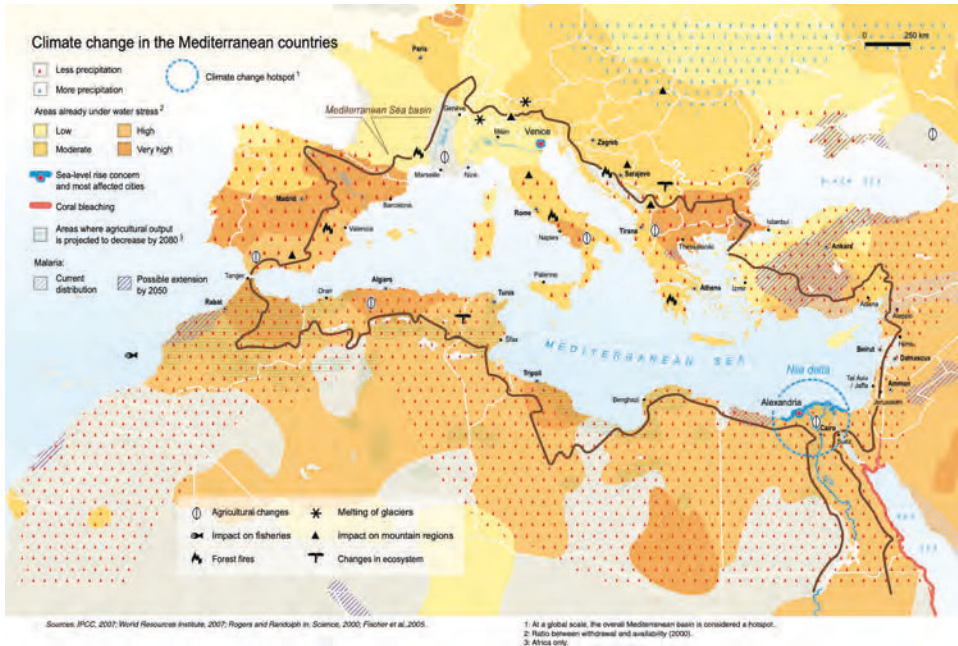 Climate change in the Mediterranean countries
Less precipitation
More precipitation
Climate change hotspot 1
Areas already under water stress 2
Low
High
Moderate
Very high
Sea-level rise concern
and most affected cities
Coral bleaching
Areas where agricultural output
is projected to decrease by 2080 3
Malaria:
Current
distribution
Possible extension
by 2050
0 250 km
Mediterranean Sea basin
Paris
Genève
Milan
Venice
Zagreb
Sarajevo
Marseille
Nice
Madrid
Barcelona
Valencia
Rome
Naples
Tirana
Thessaloniki
Istanbul
Ankara
Palermo
Athens
Izmir
Adana
Aleppo
Tanger
Rabat
Oran
Algiers
Tunis
Sfax
Homs
Beirut
Damascus
Tel Aviv
/ Jaffa
Amman
Jerusalem
MEDITERRANEAN SEA
Tripoli
Benghazi
Nile delta
Alexandria
Cairo
Agricultural changes
Melting of glaciers
Impact on fisheries
Impact on mountain regions
Forest fires
Changes in ecosystem
Sources: IPCC, 2007; World Resources Institute, 2007; Rogers and Randolph in: Science, 2000; Fischer et al., 2005.
1: At a global scale, the overall Mediterranean basin is considered a hotspot.
2: Ratio between withdrawal and availability (2000).
3: Africa only.